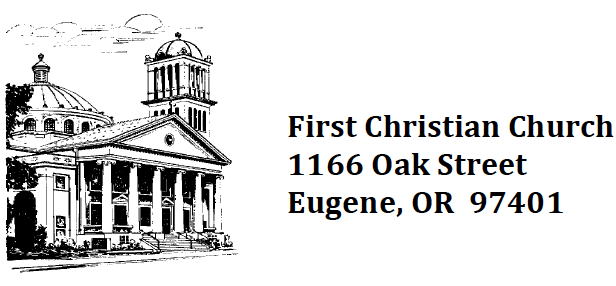 First Christian Church
1166 Oak Street
Eugene, OR  97401